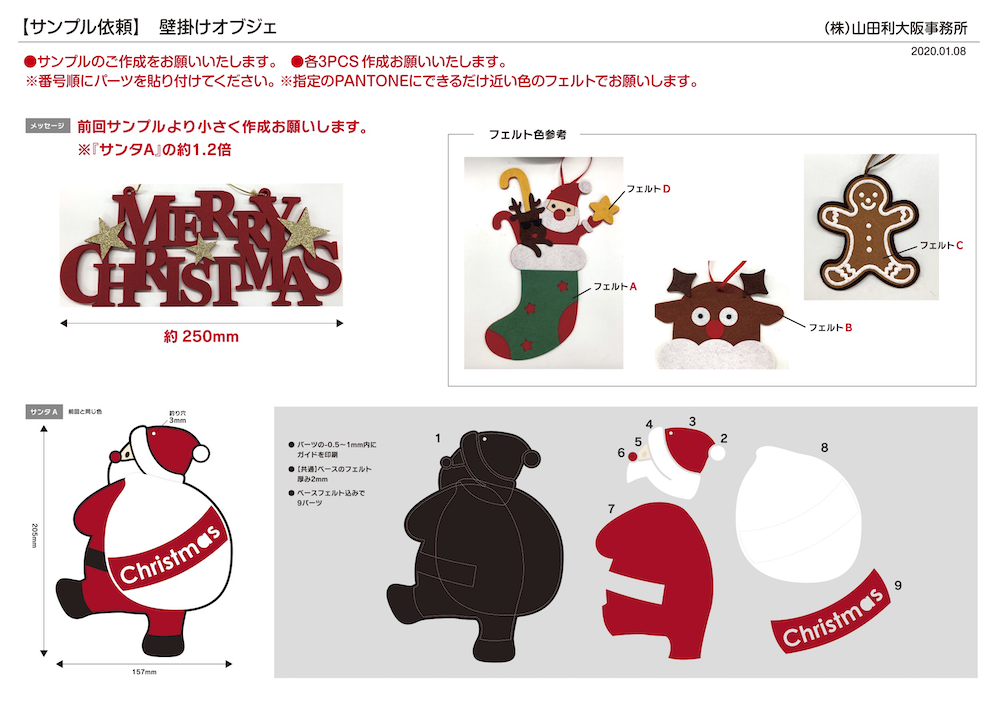 【サンプル依頼】 壁掛けオブジェ
(株)山田利大阪事務所
2020.01.08
●サンプルのご作成をお願いいたします。 ●各3PCS作成お願いいたします。
※番号順にパーツを貼り付けてください。※指定のPANTONEにできるだけ近い色のフェルトでお願いします。
メッセージ 前回サンプルより小さく作成お願いします。
※『サンタA』の約1.2倍
MERRY
CHRISTMAS
約250mm
フェルト色参考
フェルトD
フェルトA
フェルトB
フェルトC
サンタA 前回と同じ色
釣り穴
3mm
205mm
Christmas
157mm
●パーツの-0.5〜1mm内に
ガイドを印刷
●【共通】ベースのフェルト
厚み2mm
●ベースフェルト込みで
9パーツ
1
2
3
4
5
6
7
8
9
Christmas